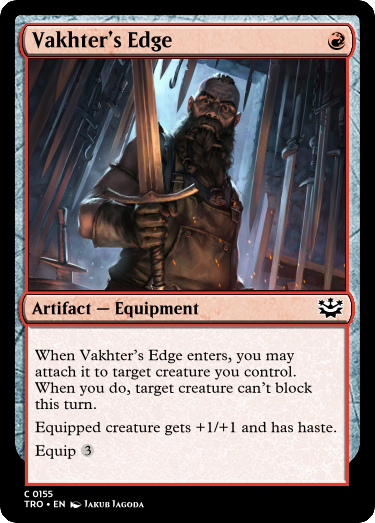 Vakhter's Edge
Artifact — Equipment
When Vakhter's Edge enters, you may
attach it to target creature you control.
When you do, target creature can't block
this turn.
Equipped creature gets +1/+1 and has haste.
Equip 3
C 0155
TRO • EN Jakub Jagoda